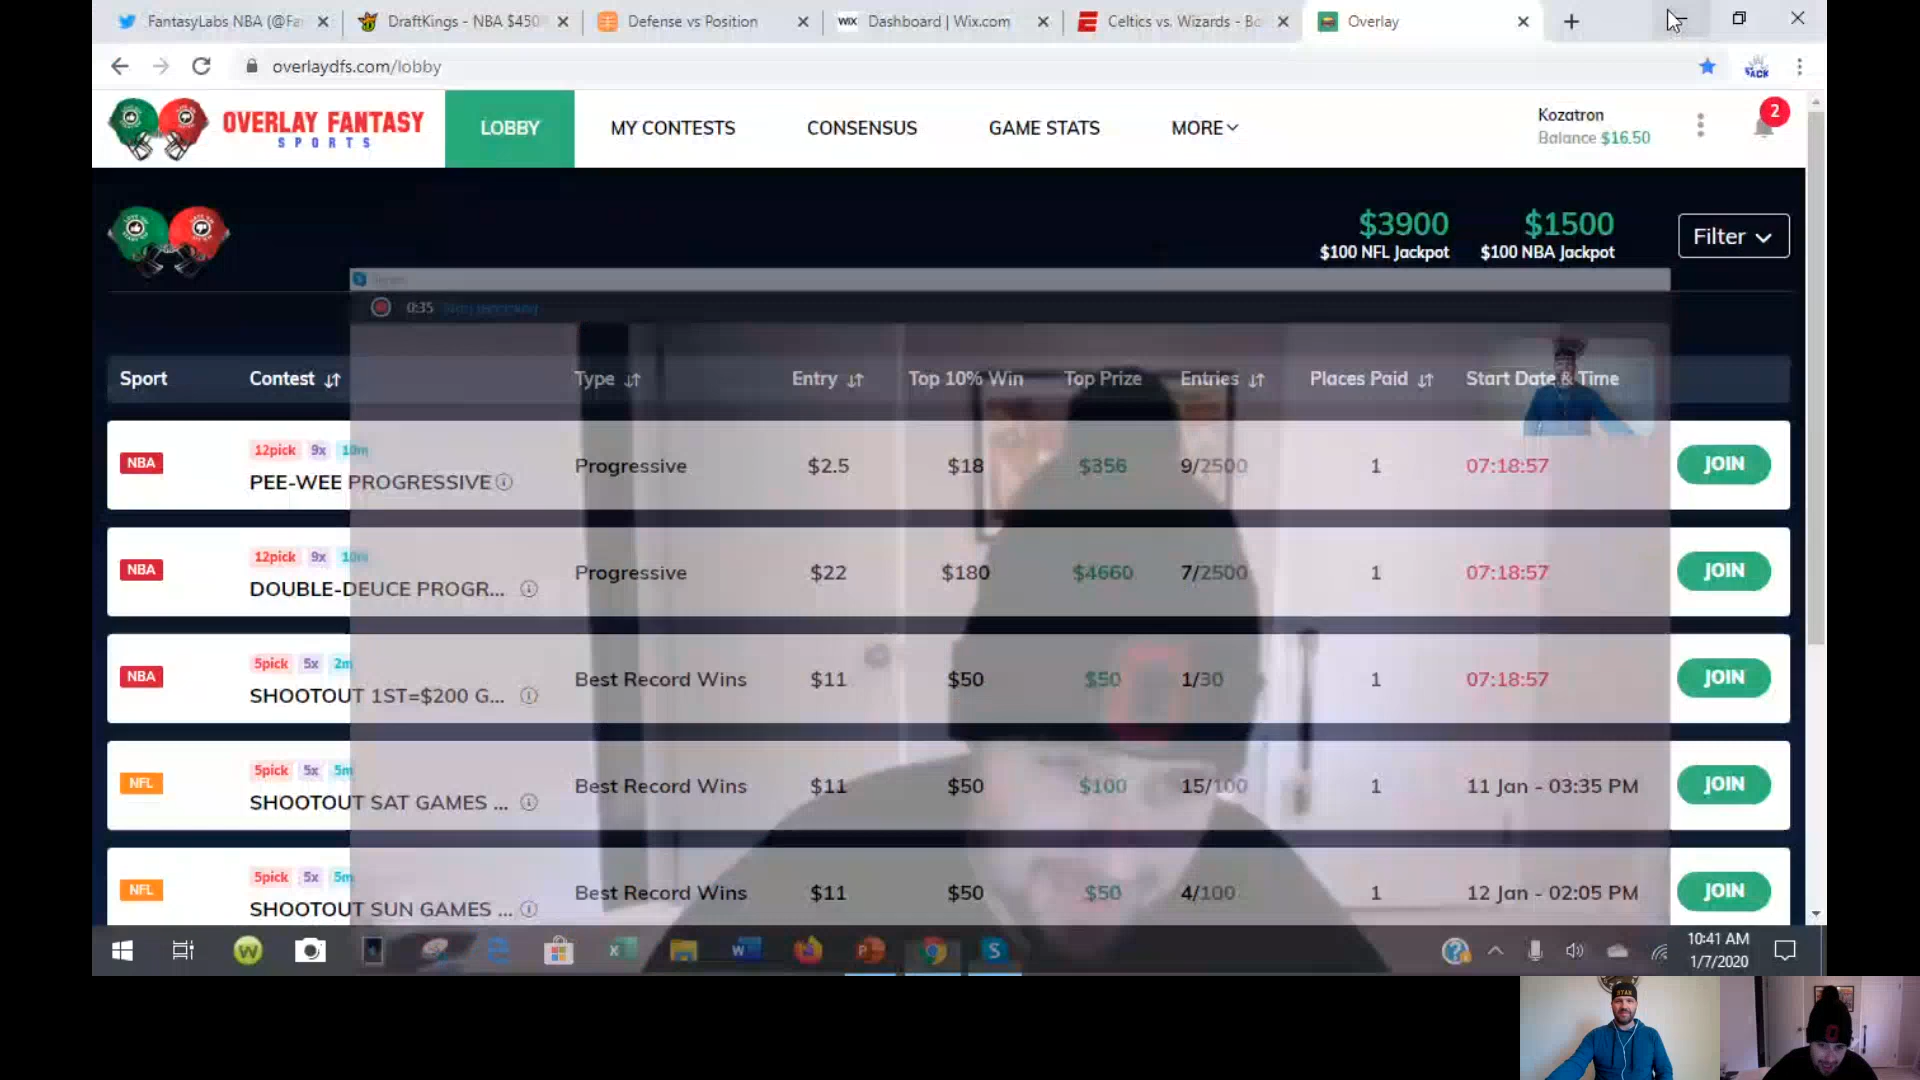 FantasyLabs NBA (@Fa
DraftKings - NBA $450
Defense vs Position
WIX Dashboard | Wix.com
Celtics vs. Wizards - Bo
Overlay
overlaydfs.com/lobby
OVERLAY FANTASY
SPORTS
LOBBY
MY CONTESTS
CONSENSUS
GAME STATS
MORE
Kozatron
Balance $16.50
2
$3900
$100 NFL Jackpot
$1500
$100 NBA Jackpot
Filter
0:35
Sport Contest Type Entry Top 10% Win Top Prize Entries Places Paid Start Date & Time
12pick 9x 10m
NBA PEE-WEE PROGRESSIVE Progressive $2.5 $18 $356 9/2500 1 07:18:57 JOIN
12pick 9x 10m
NBA DOUBLE-DEUCE PROGR... Progressive $22 $180 $4660 7/2500 1 07:18:57 JOIN
5pick 5x 2m
NBA SHOOTOUT 1ST=$200 G... Best Record Wins $11 $50 $50 1/30 1 07:18:57 JOIN
5pick 5x 5m
NFL SHOOTOUT SAT GAMES ... Best Record Wins $11 $50 $100 15/100 1 11 Jan - 03:35 PM JOIN
5pick 5x 5m
NFL SHOOTOUT SUN GAMES ... Best Record Wins $11 $50 $50 4/100 1 12 Jan - 02:05 PM JOIN
10:41 AM
1/7/2020